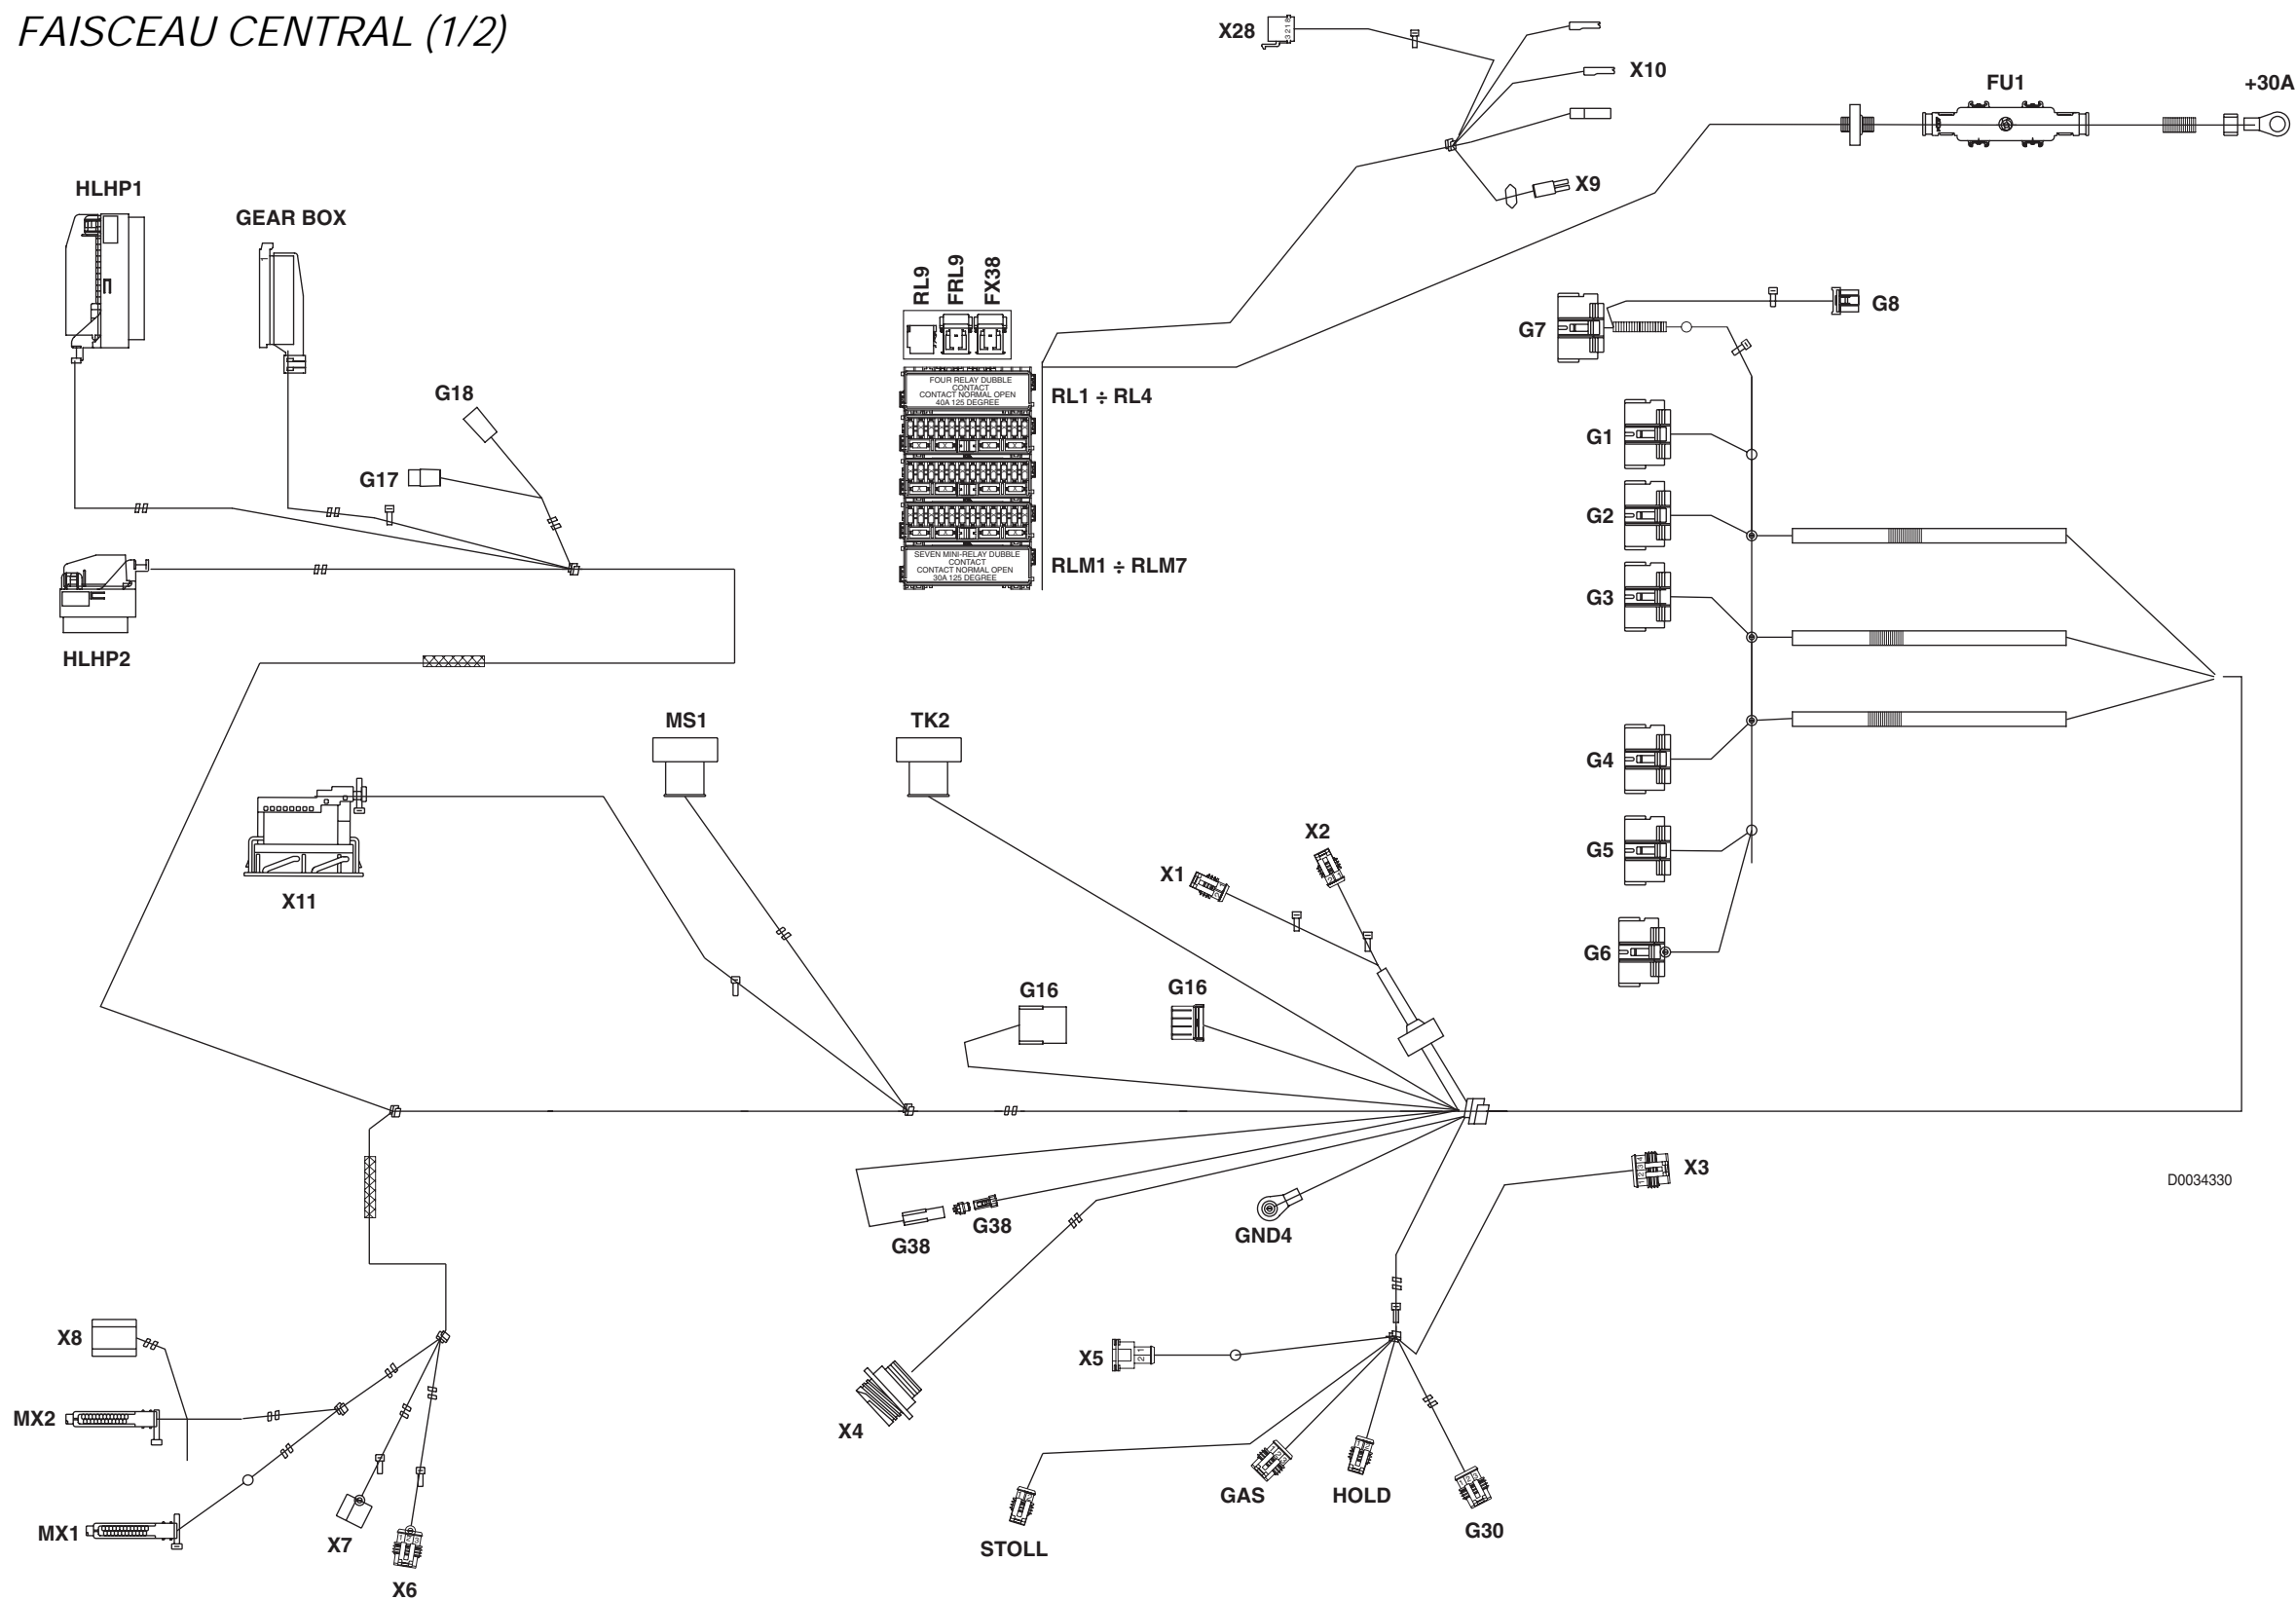 FAISCEAU CENTRAL (1/2)
X28
X10
FU1
+30A
X9
HLHP1
GEAR BOX
RL9
FRL9
FX38
G8
G7
G18
G17
FOUR RELAY DUBBLE
CONTACT
CONTACT NORMAL OPEN
40A 125 DEGREE
RL1 ÷ RL4
G1
G2
SEVEN MINI-RELAY DUBBLE
CONTACT
CONTACT NORMAL OPEN
30A 125 DEGREE
RLM1 ÷ RLM7
G3
HLHP2
MS1
TK2
G4
X2
X1
G5
X11
G6
G16
G16
X3
D0034330
G38
G38
GND4
X8
X5
MX2
X4
GAS
HOLD
G30
MX1
X7
STOLL
X6